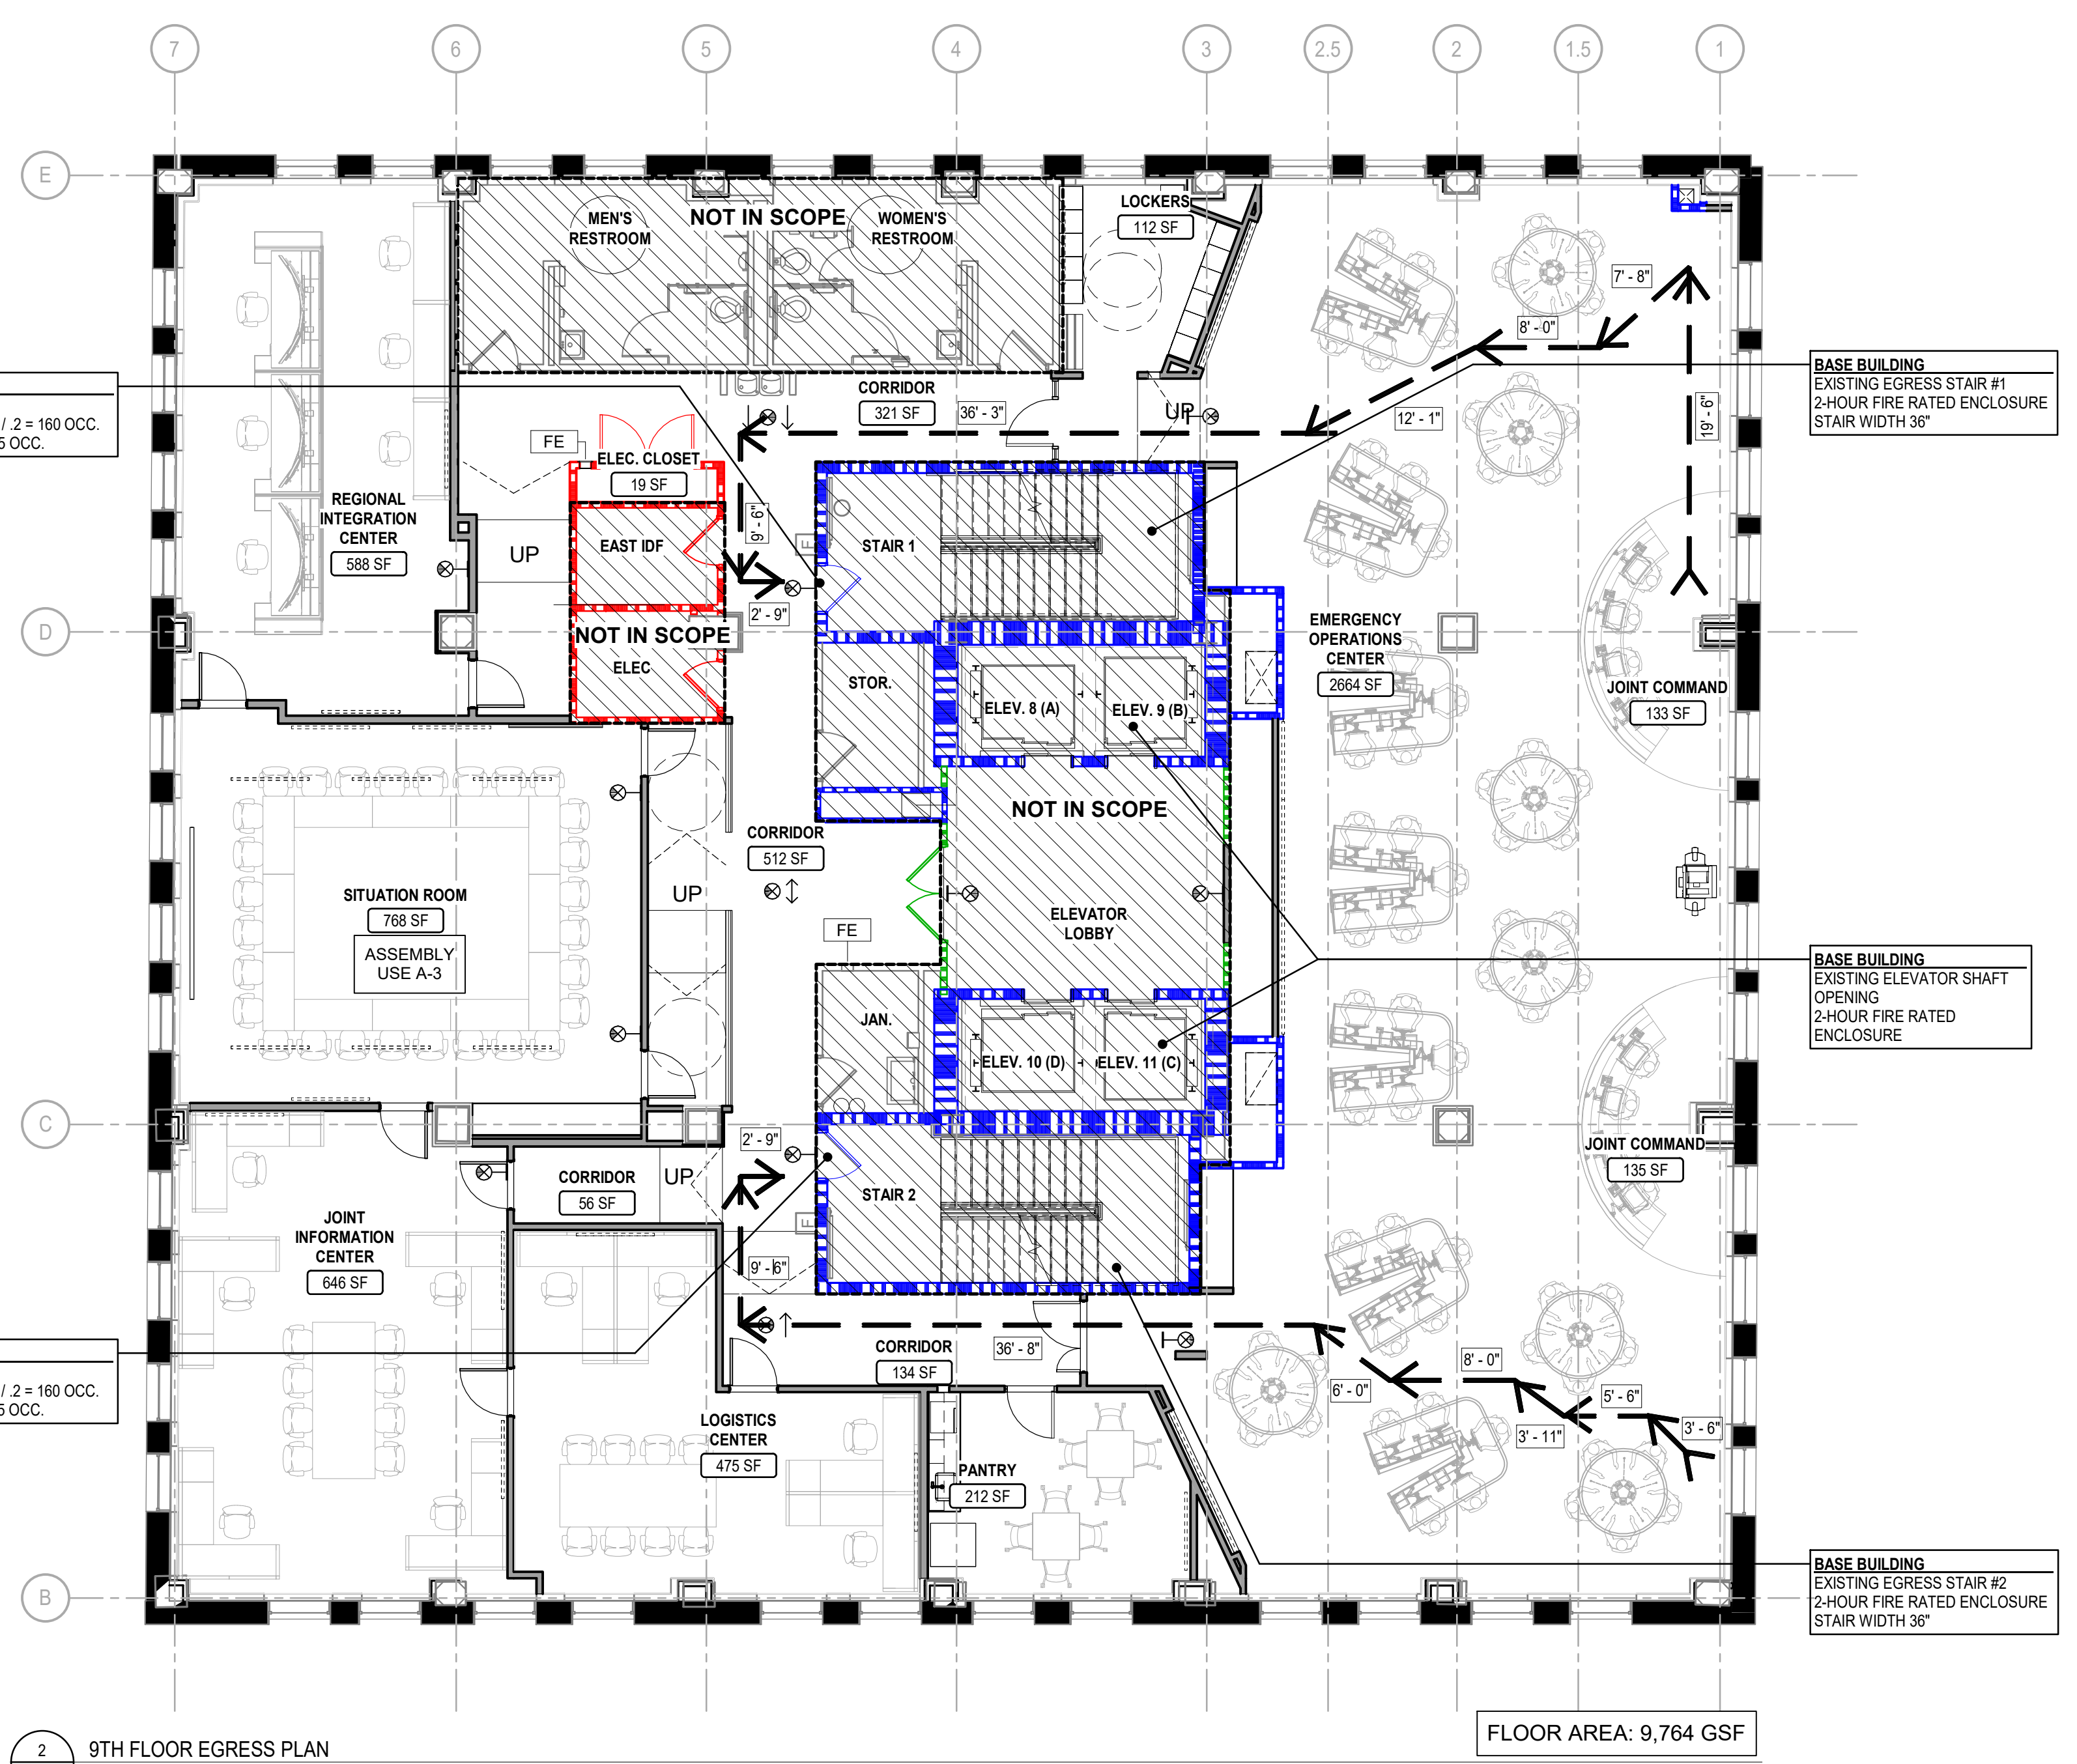 7
6
5
4
3
2.5
2
1.5
1
E
D
C
B
MEN'S
RESTROOM
NOT IN SCOPE
WOMEN'S
RESTROOM
LOCKERS
112 SF
7' - 8"
8' - 0"
12' - 1"
19' - 6"
BASE BUILDING
EXISTING EGRESS STAIR #1
2-HOUR FIRE RATED ENCLOSURE
STAIR WIDTH 36"
/ .2 = 160 OCC.
5 OCC.
CORRIDOR
321 SF
36' - 3"
UP
FE
ELEC. CLOSET
19 SF
9' - 6"
REGIONAL
INTEGRATION
CENTER
588 SF
UP
EAST IDF
STAIR 1
2' - 9"
NOT IN SCOPE
ELEC
STOR.
ELEV. 8 (A)
ELEV. 9 (B)
EMERGENCY
OPERATIONS
CENTER
2664 SF
JOINT COMMAND
133 SF
NOT IN SCOPE
CORRIDOR
512 SF
UP
SITUATION ROOM
768 SF
ASSEMBLY
USE A-3
FE
ELEVATOR
LOBBY
BASE BUILDING
EXISTING ELEVATOR SHAFT
OPENING
2-HOUR FIRE RATED
ENCLOSURE
JAN.
ELEV. 10 (D)
ELEV. 11 (C)
2' - 9"
JOINT COMMAND
135 SF
CORRIDOR
56 SF
UP
STAIR 2
JOINT
INFORMATION
CENTER
646 SF
9' - 6"
CORRIDOR
134 SF
36' - 8"
6' - 0"
8' - 0"
5' - 6"
3' - 11"
3' - 6"
/ .2 = 160 OCC.
5 OCC.
LOGISTICS
CENTER
475 SF
PANTRY
212 SF
BASE BUILDING
EXISTING EGRESS STAIR #2
2-HOUR FIRE RATED ENCLOSURE
STAIR WIDTH 36"
FLOOR AREA: 9,764 GSF
2
9TH FLOOR EGRESS PLAN